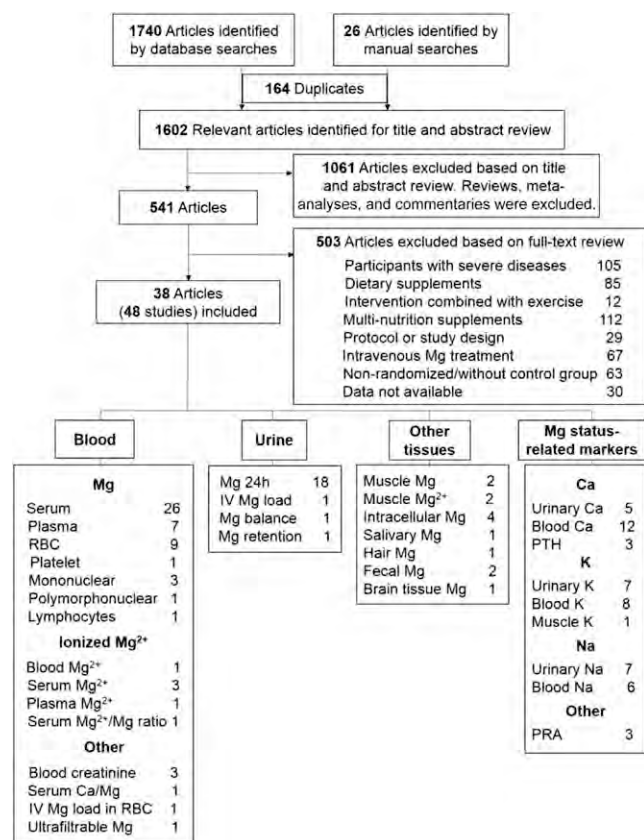 1740 Articles identified
by database searches
26 Articles identified by
manual searches
164 Duplicates
1602 Relevant articles identified for title and abstract review
1061 Articles excluded based on title
and abstract review. Reviews, meta-
analyses, and commentaries were excluded.
541 Articles
503 Articles excluded based on full-text review
Participants with severe diseases 105
Dietary supplements 85
Intervention combined with exercise 12
Multi-nutrition supplements 112
Protocol or study design 29
Intravenous Mg treatment 67
Non-randomized/without control group 63
Data not available 30
38 Articles
(48 studies) included
Blood
Mg
Serum 26
Plasma 7
RBC 9
Platelet 1
Mononuclear 3
Polymorphonuclear 1
Lymphocytes 1
Ionized Mg²⁺
Blood Mg²⁺ 1
Serum Mg²⁺ 3
Plasma Mg²⁺ 1
Serum Mg²⁺/Mg ratio 1
Other
Blood creatinine 3
Serum Ca/Mg 1
IV Mg load in RBC 1
Ultrafiltrable Mg 1
Urine
Mg 24h 18
IV Mg load 1
Mg balance 1
Mg retention 1
Other
tissues
Muscle Mg 2
Muscle Mg²⁺ 2
Intracellular Mg 4
Salivary Mg 1
Hair Mg 1
Fecal Mg 2
Brain tissue Mg 1
Mg status-
related markers
Ca
Urinary Ca 5
Blood Ca 12
PTH 3
K
Urinary K 7
Blood K 8
Muscle K 1
Na
Urinary Na 7
Blood Na 6
Other
PRA 3